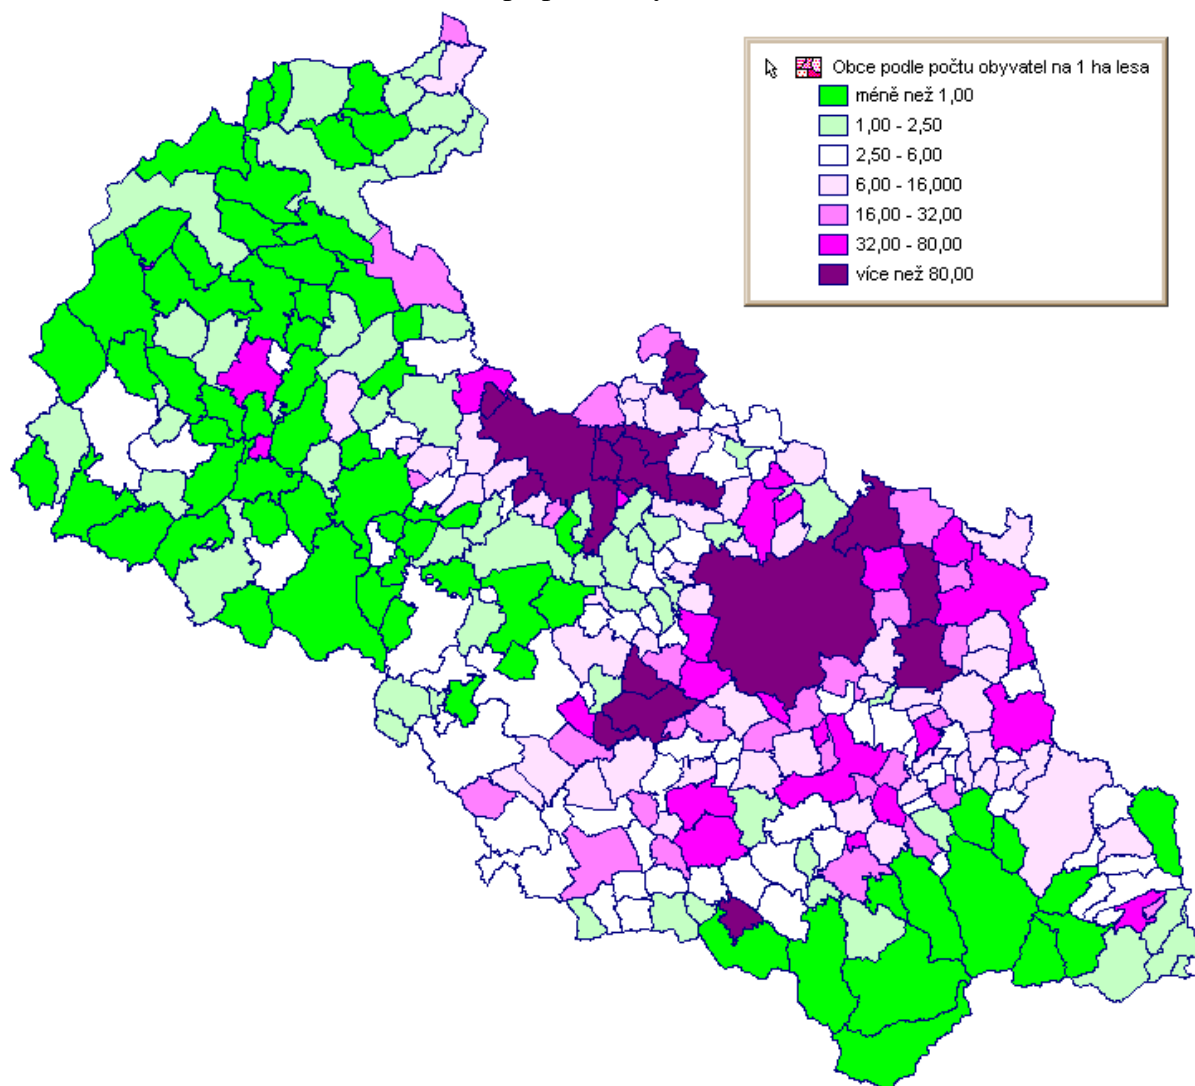 Obce podle počtu obyvatel na 1 ha lesa
méně než 1,00
1,00 - 2,50
2,50 - 6,00
6,00 - 16,000
16,00 - 32,00
32,00 - 80,00
více než 80,00